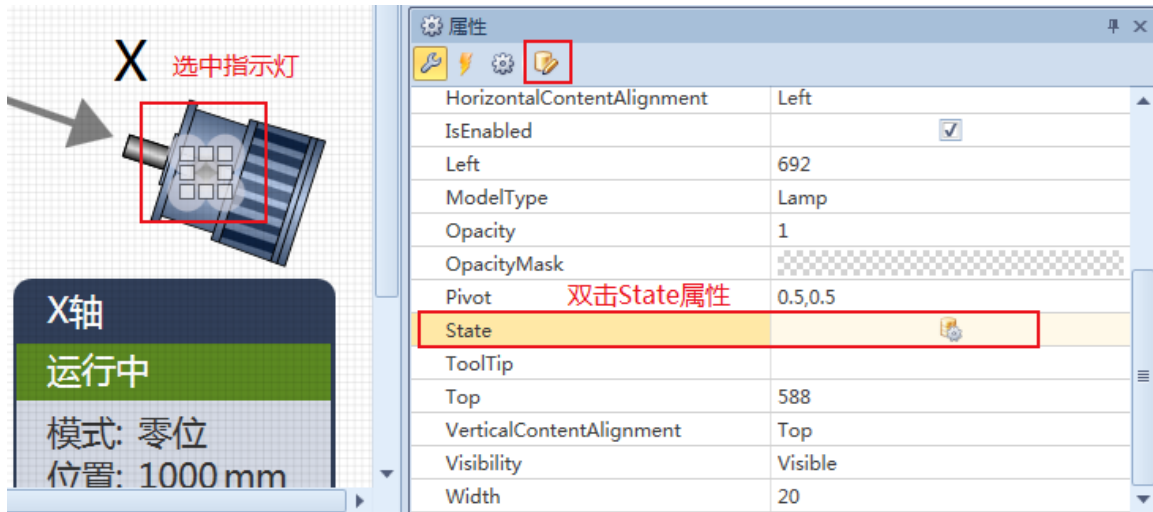 X 选中指示灯
X轴
运行中
模式: 零位
位置: 1000 mm
属性
HorizontalContentAlignment Left
IsEnabled
Left 692
ModelType Lamp
Opacity 1
OpacityMask
Pivot 双击State属性 0.5,0.5
State
ToolTip
Top 588
VerticalContentAlignment Top
Visibility Visible
Width 20